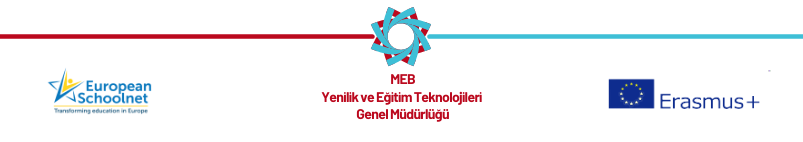 European
Schoolnet
Transforming education in Europe
MEB
Yenilik ve Eğitim Teknolojileri
Genel Müdürlüğü
Erasmus+